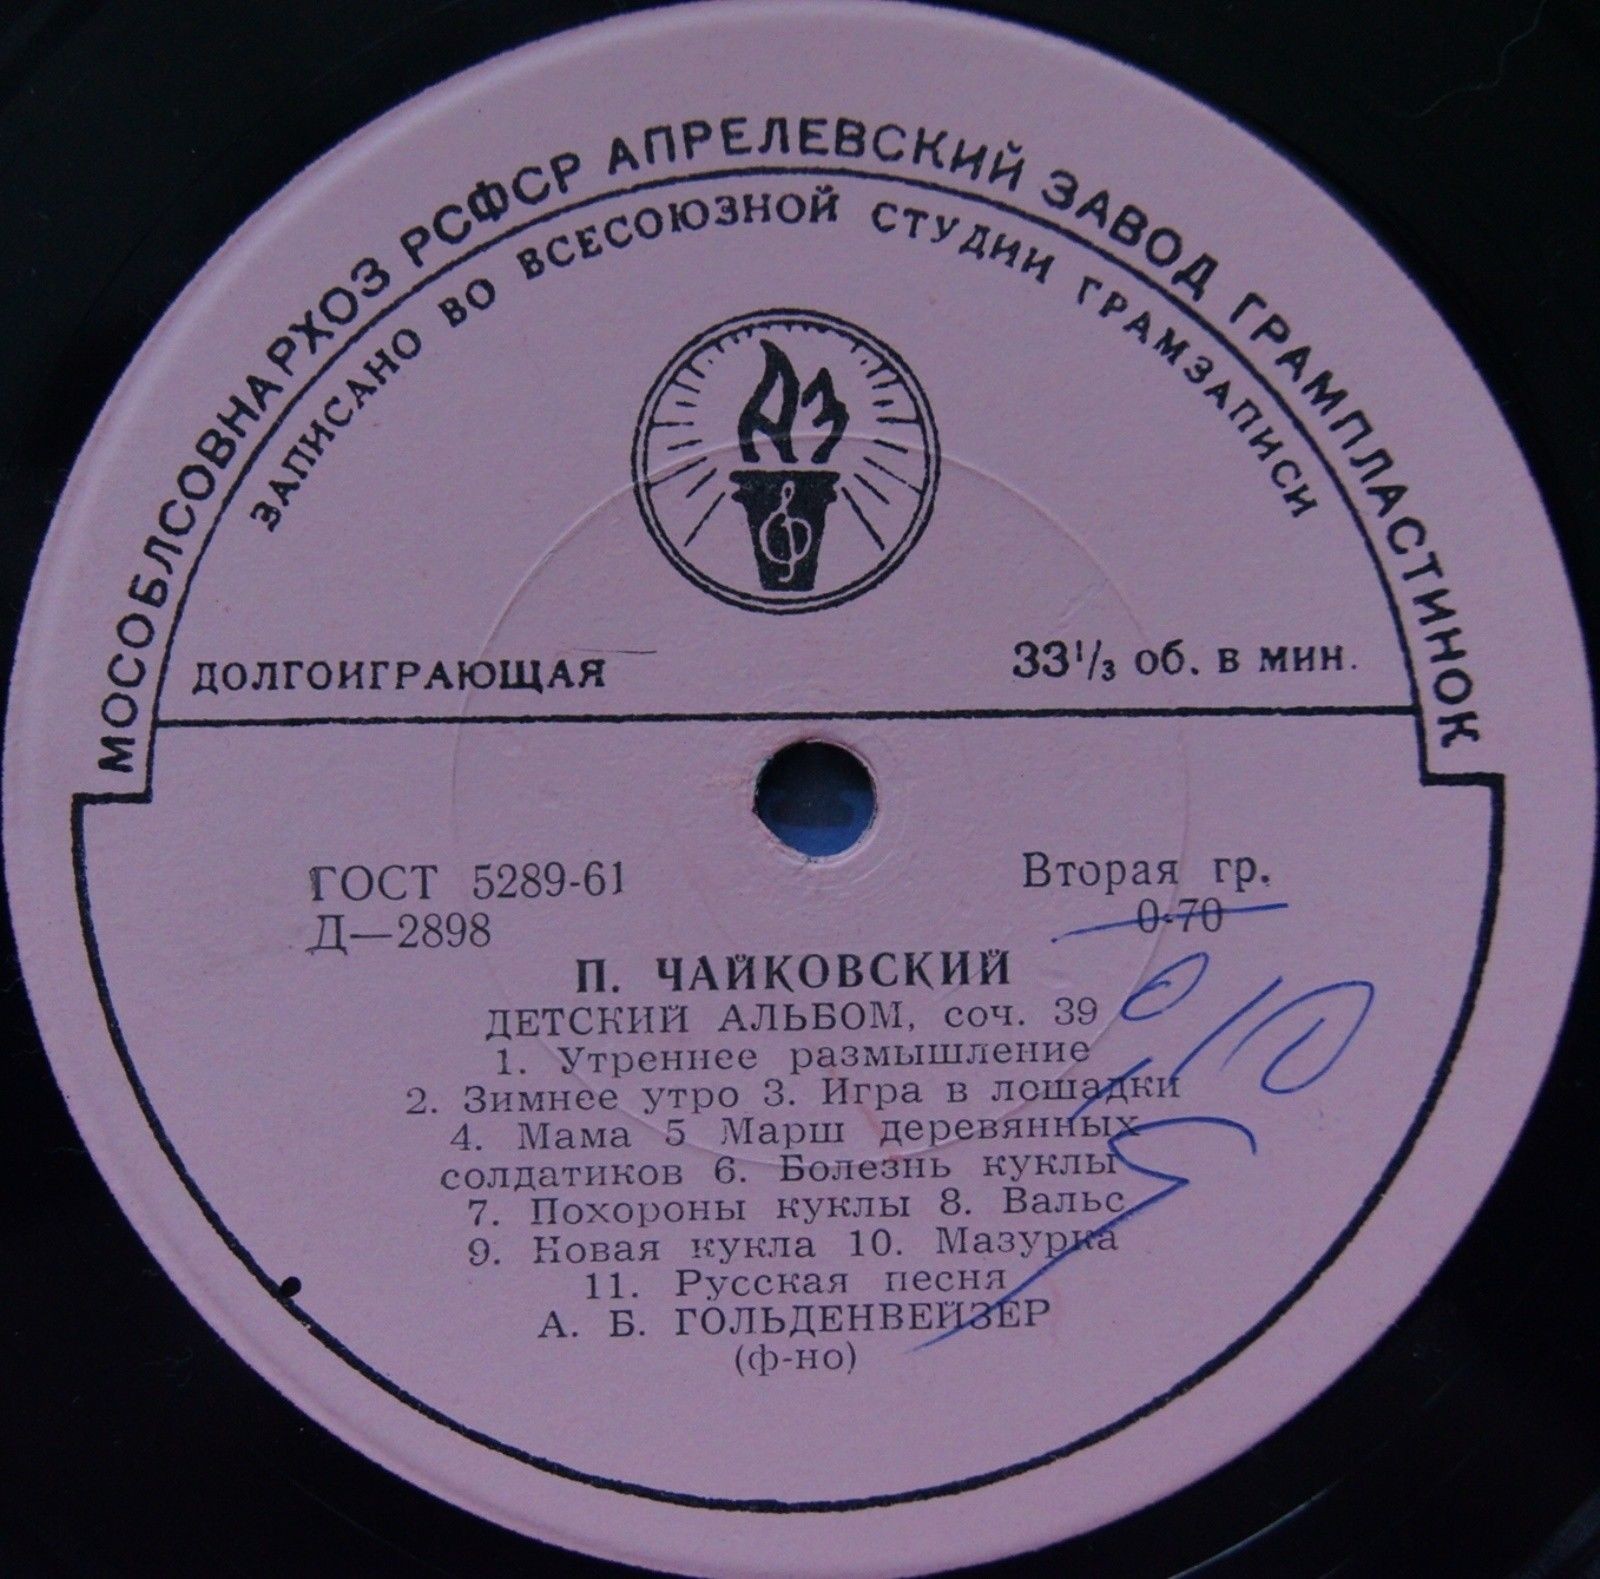 МОСОБЛСОВНАРХОЗ РСФСР АПРЕЛЕВСКИЙ ЗАВОД ГРАМПЛАСТИНОК
ЗАПИСАНО ВО ВСЕСОЮЗНОЙ СТУДИИ ГРАМЗАПИСИ
АЗ
ДОЛГОИГРАЮЩАЯ
33 1/3 об. в мин.
ГОСТ 5289-61
Вторая гр.
Д—2898
0-70
П. ЧАЙКОВСКИЙ
ДЕТСКИЙ АЛЬБОМ, соч. 39
1. Утреннее размышление
2. Зимнее утро 3. Игра в лошадки
4. Мама 5 Марш деревянных
солдатиков 6. Болезнь куклы
7. Похороны куклы 8. Вальс
9. Новая кукла 10. Мазурка
11. Русская песня
А. Б. ГОЛЬДЕНВЕЙЗЕР
(ф-но)